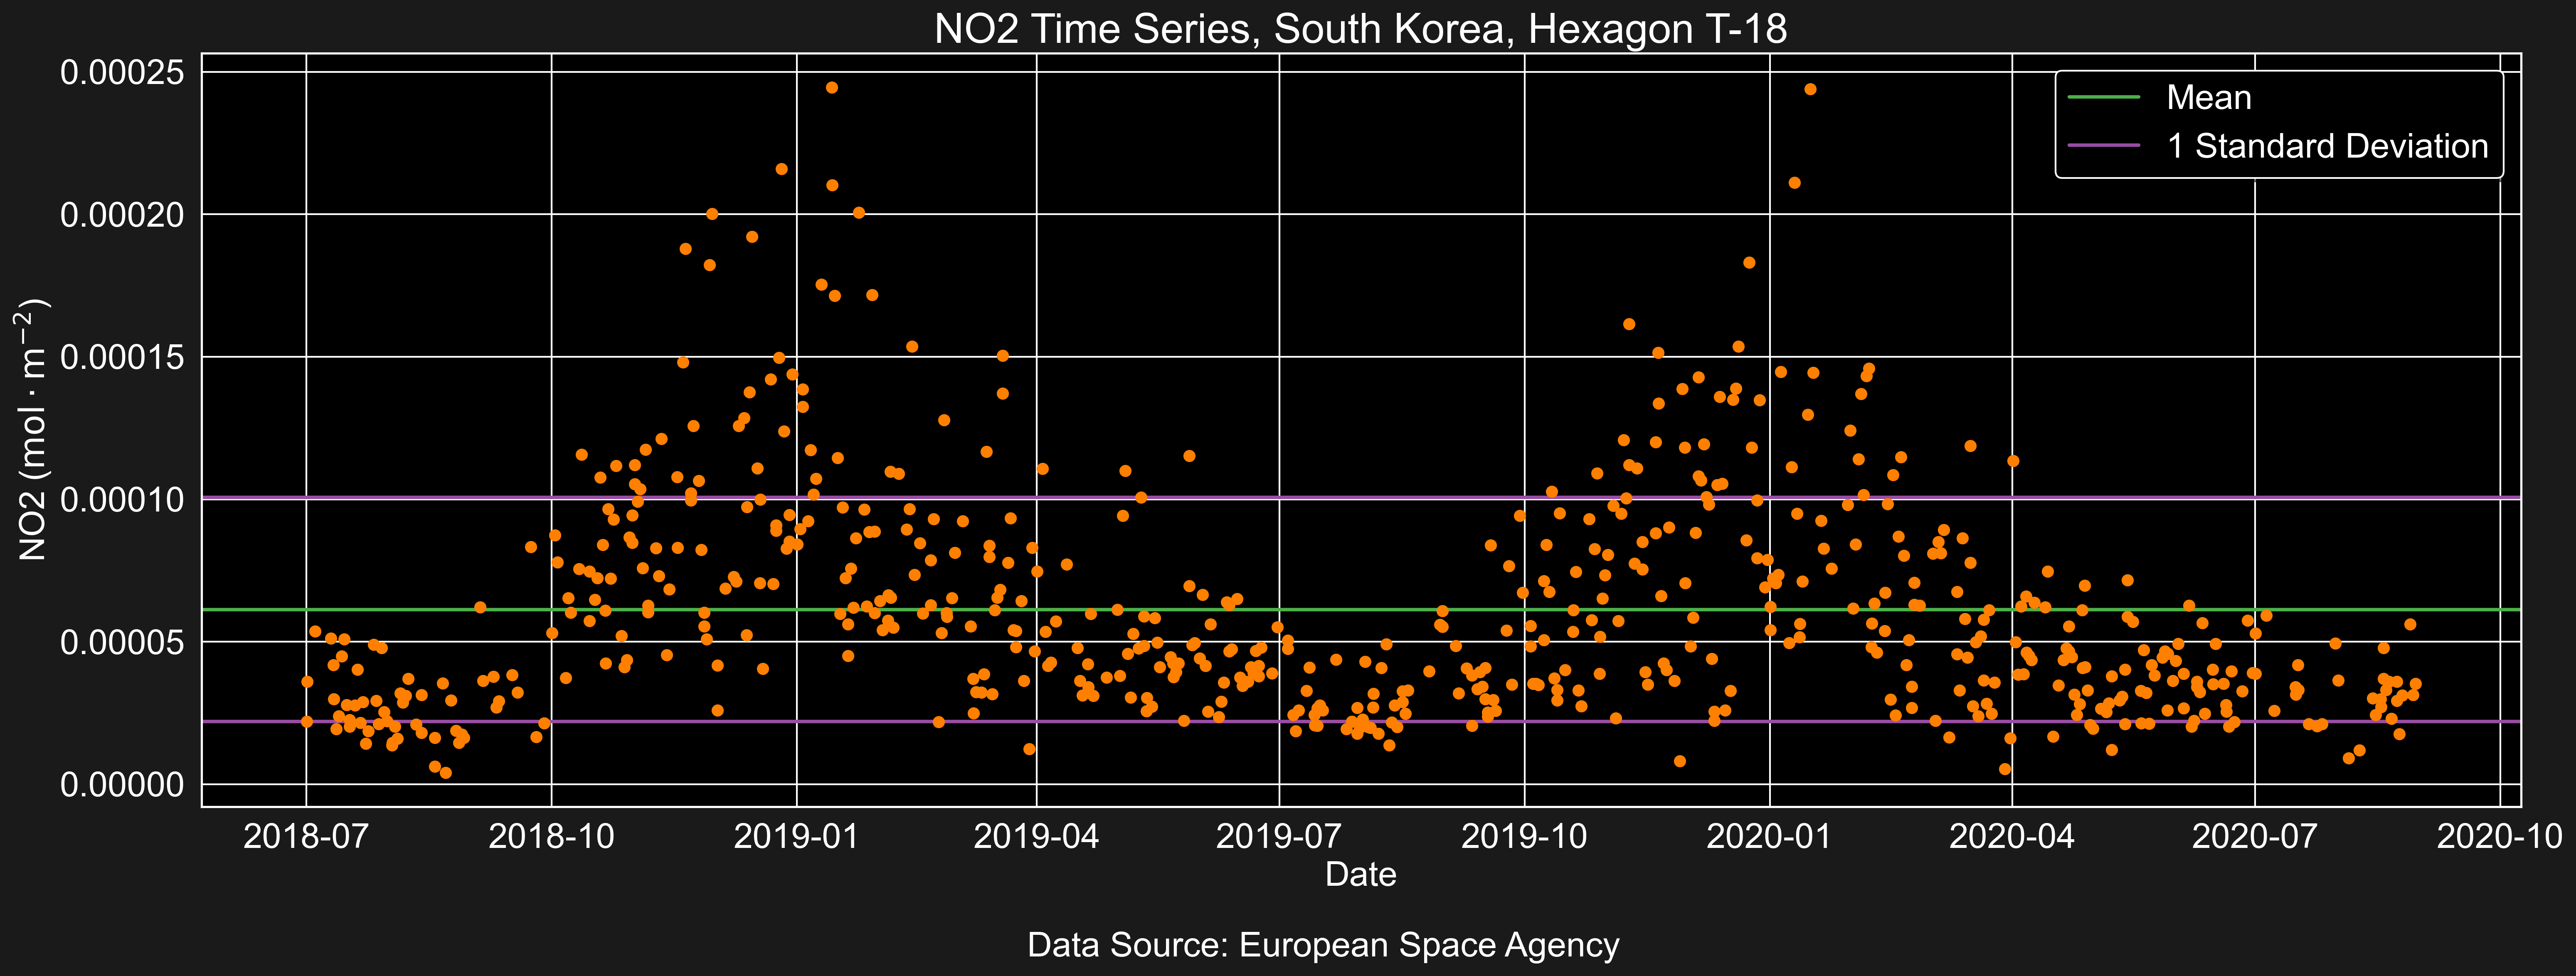 NO2 Time Series, South Korea, Hexagon T-18
Mean
1 Standard Deviation
NO2 (mol · m⁻²)
0.00025
0.00020
0.00015
0.00010
0.00005
0.00000
2018-07 2018-10 2019-01 2019-04 2019-07 2019-10 2020-01 2020-04 2020-07 2020-10
Date
Data Source: European Space Agency